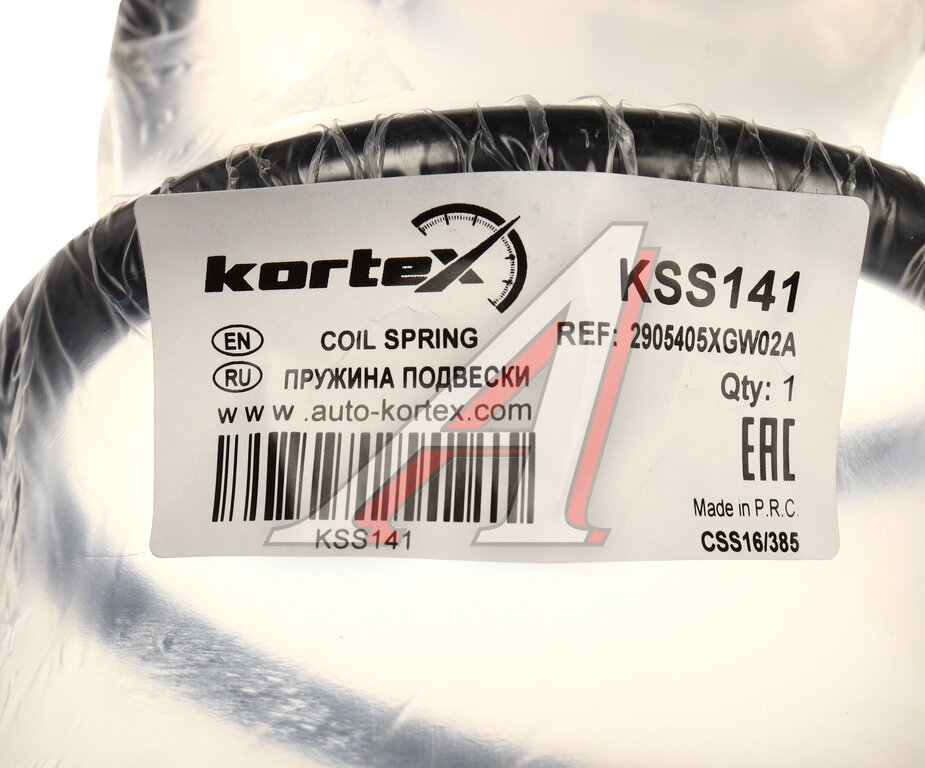 kortex
KSS141
EN COIL SPRING
REF: 2905405XGW02A
RU ПРУЖИНА ПОДВЕСКИ
Qty: 1
www.auto-kortex.com
EAC
KSS141
Made in P.R.C.
CSS16/385